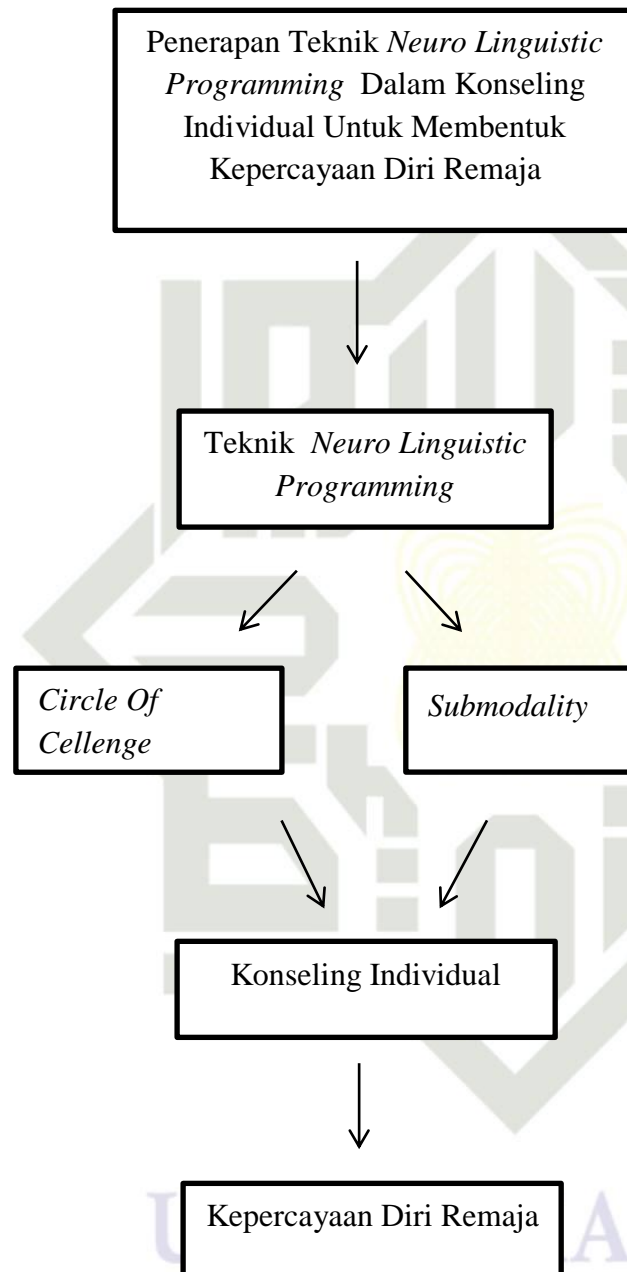 Penerapan Teknik Neuro Linguistic
Programming Dalam Konseling
Individual Untuk Membentuk
Kepercayaan Diri Remaja
Teknik Neuro Linguistic
Programming
Circle Of
Cellenge
Submodality
Konseling Individual
Kepercayaan Diri Remaja